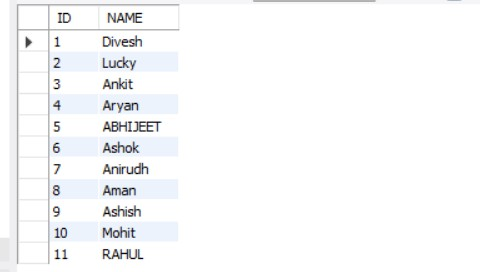 ID NAME
1 Divesh
2 Lucky
3 Ankit
4 Aryan
5 ABHIJEET
6 Ashok
7 Anirudh
8 Aman
9 Ashish
10 Mohit
11 RAHUL